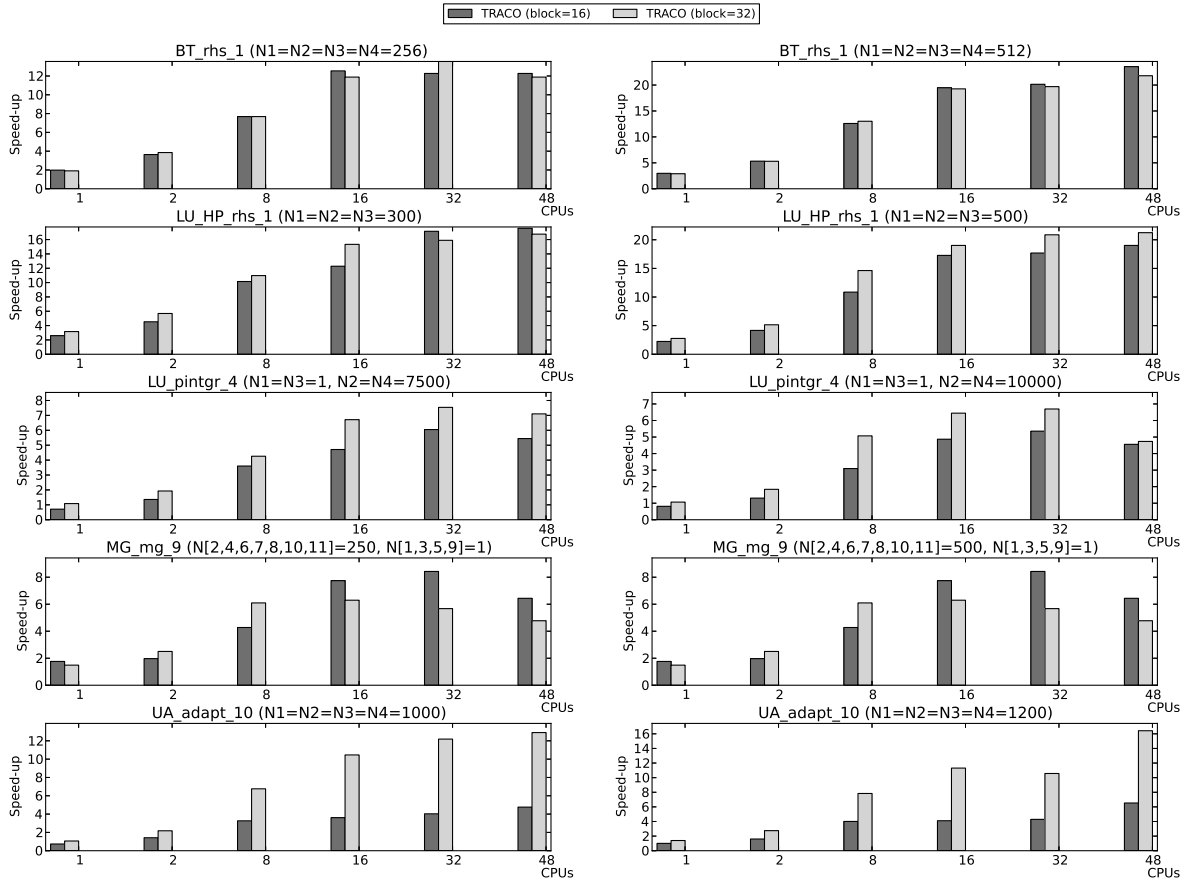 TRACO (block=16) TRACO (block=32)
BT_rhs_1 (N1=N2=N3=N4=256)
Speed-up
12
10
8
6
4
2
0
1 2 8 16 32 48
CPUs
BT_rhs_1 (N1=N2=N3=N4=512)
Speed-up
20
15
10
5
0
1 2 8 16 32 48
CPUs
LU_HP_rhs_1 (N1=N2=N3=300)
Speed-up
16
14
12
10
8
6
4
2
0
1 2 8 16 32 48
CPUs
LU_HP_rhs_1 (N1=N2=N3=500)
Speed-up
20
15
10
5
0
1 2 8 16 32 48
CPUs
LU_pintgr_4 (N1=N3=1, N2=N4=7500)
Speed-up
8
7
6
5
4
3
2
1
0
1 2 8 16 32 48
CPUs
LU_pintgr_4 (N1=N3=1, N2=N4=10000)
Speed-up
7
6
5
4
3
2
1
0
1 2 8 16 32 48
CPUs
MG_mg_9 (N[2,4,6,7,8,10,11]=250, N[1,3,5,9]=1)
Speed-up
8
6
4
2
0
1 2 8 16 32 48
CPUs
MG_mg_9 (N[2,4,6,7,8,10,11]=500, N[1,3,5,9]=1)
Speed-up
8
6
4
2
0
1 2 8 16 32 48
CPUs
UA_adapt_10 (N1=N2=N3=N4=1000)
Speed-up
12
10
8
6
4
2
0
1 2 8 16 32 48
CPUs
UA_adapt_10 (N1=N2=N3=N4=1200)
Speed-up
16
14
12
10
8
6
4
2
0
1 2 8 16 32 48
CPUs